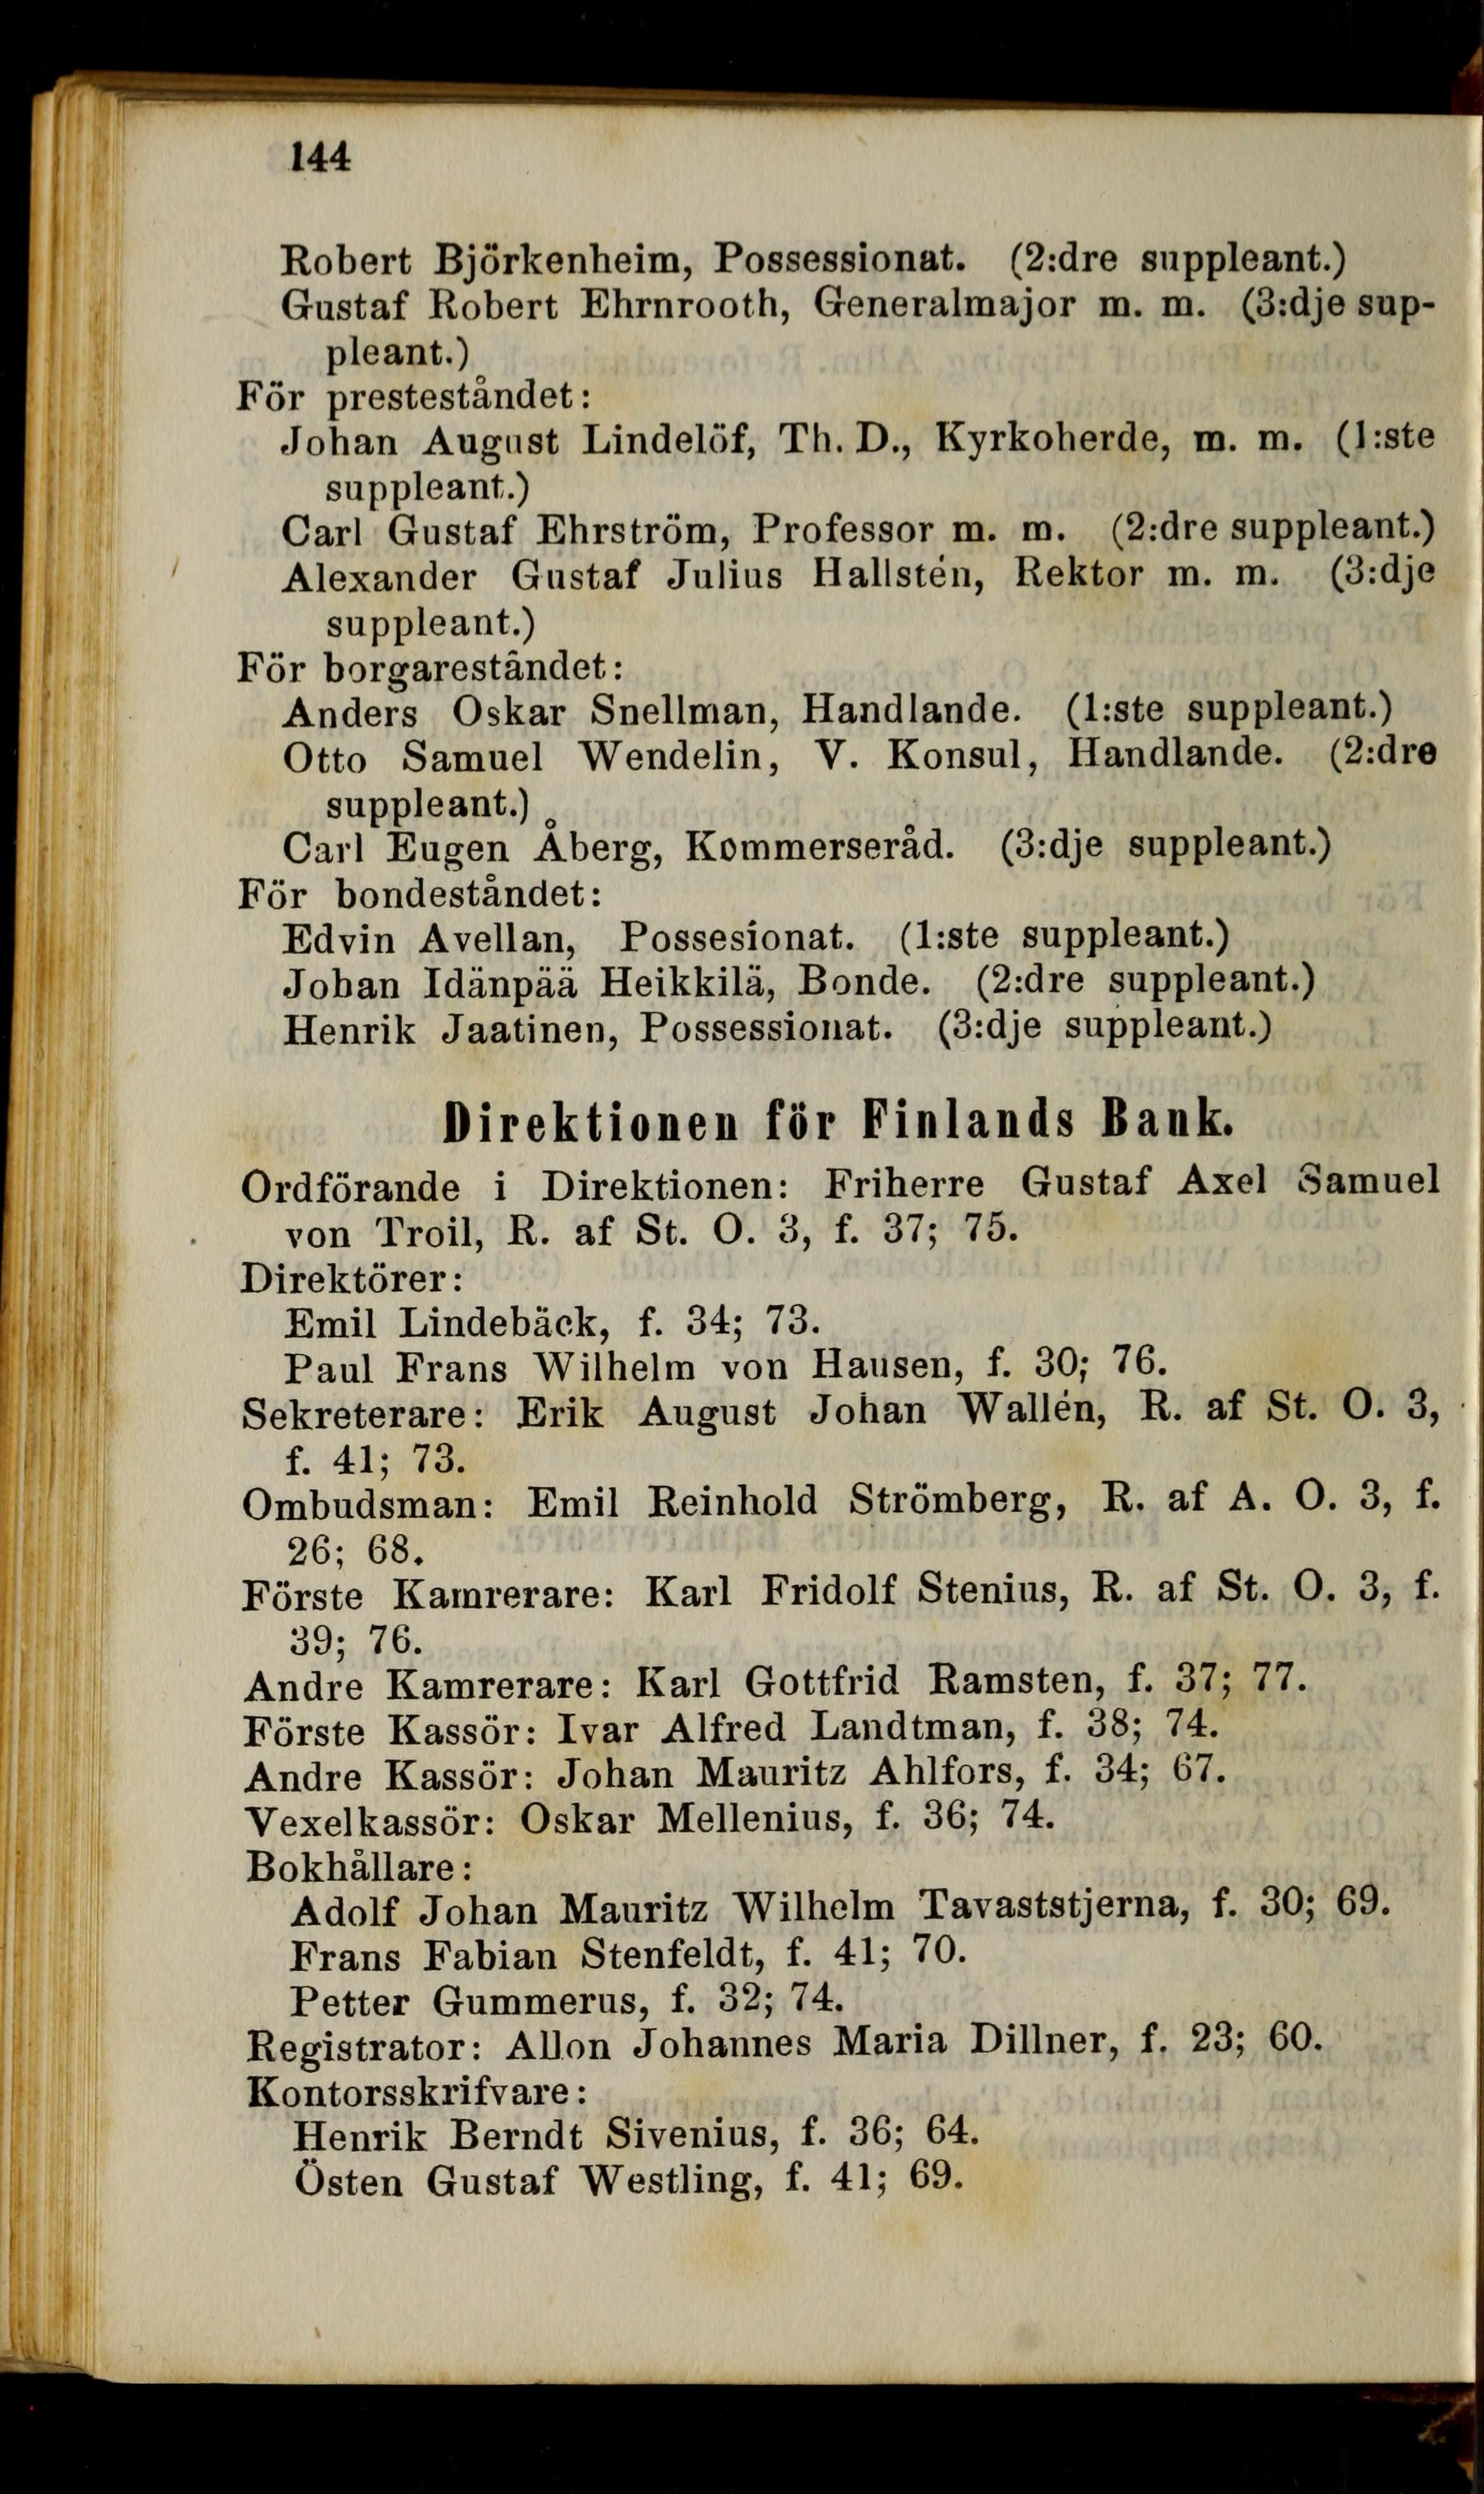 144
Robert Björkenheim, Possessionat. (2:dre suppleant.)
Gustaf Robert Ehrnrooth, Generalmajor m. m. (3:dje sup-
pleant.)
För presteståndet:
Johan August Lindelöf, Th. D., Kyrkoherde, m. m. (1:ste
suppleant.)
Carl Gustaf Ehrström, Professor m. m. (2:dre suppleant.)
Alexander Gustaf Julius Hallstén, Rektor m. m. (3:dje
suppleant.)
För borgareståndet:
Anders Oskar Snellman, Handlande. (1:ste suppleant.)
Otto Samuel Wendelin, V. Konsul, Handlande. (2:dre
suppleant.)
Carl Eugen Åberg, Kommerseråd. (3:dje suppleant.)
För bondeståndet:
Edvin Avellan, Possesionat. (1:ste suppleant.)
Johan Idänpää Heikkilä, Bonde. (2:dre suppleant.)
Henrik Jaatinen, Possessionat. (3:dje suppleant.)
Direktionen för Finlands Bank.
Ordförande i Direktionen: Friherre Gustaf Axel Samuel
von Troil, R. af St. O. 3, f. 37; 75.
Direktörer:
Emil Lindebäck, f. 34; 73.
Paul Frans Wilhelm von Hausen, f. 30; 76.
Sekreterare: Erik August Johan Wallén, R. af St. O. 3,
f. 41; 73.
Ombudsman: Emil Reinhold Strömberg, R. af A. O. 3, f.
26; 68.
Förste Kamrerare: Karl Fridolf Stenius, R. af St. O. 3, f.
39; 76.
Andre Kamrerare: Karl Gottfrid Ramsten, f. 37; 77.
Förste Kassör: Ivar Alfred Landtman, f. 38; 74.
Andre Kassör: Johan Mauritz Ahlfors, f. 34; 67.
Vexelkassör: Oskar Mellenius, f. 36; 74.
Bokhållare:
Adolf Johan Mauritz Wilhelm Tavaststjerna, f. 30; 69.
Frans Fabian Stenfeldt, f. 41; 70.
Petter Gummerus, f. 32; 74.
Registrator: Allon Johannes Maria Dillner, f. 23; 60.
Kontorsskrifvare:
Henrik Berndt Sivenius, f. 36; 64.
Östen Gustaf Westling, f. 41; 69.